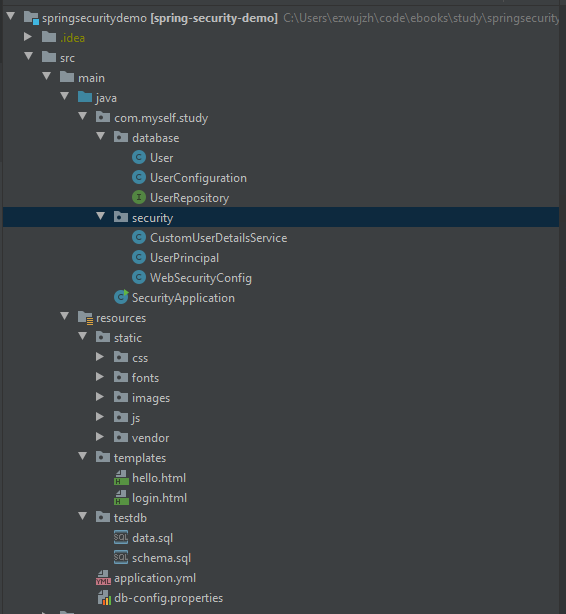 springsecuritydemo [spring-security-demo] C:\Users\ezwujzh\code\ebooks\study\springsecurity
.idea
src
main
java
com.myself.study
database
User
UserConfiguration
UserRepository
security
CustomUserDetailsService
UserPrincipal
WebSecurityConfig
SecurityApplication
resources
static
css
fonts
images
js
vendor
templates
hello.html
login.html
testdb
data.sql
schema.sql
application.yml
db-config.properties